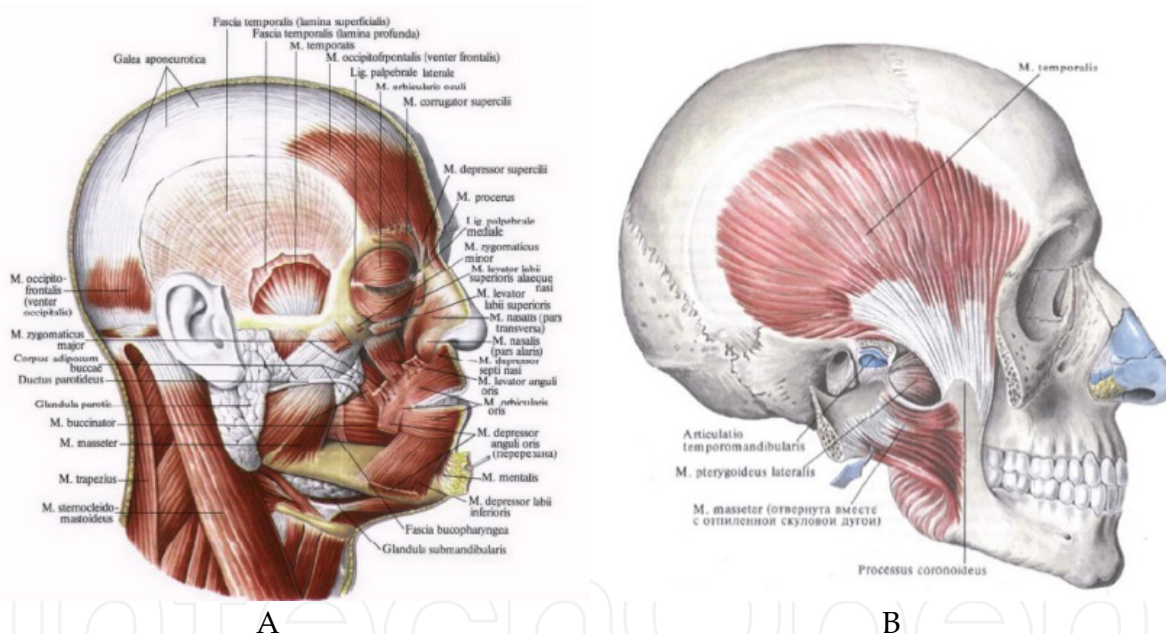 Fascia temporalis (lamina superficialis)
Fascia temporalis (lamina profunda)
M. temporalis
M. occipitofrpontalis (venter frontalis)
Galea aponeurotica
Lig. palpebrale laterale
M. orbicularis oculi
M. corrugator supercilii
M. depressor supercilii
M. procerus
Lig. palpebrale
mediale
M. zygomaticus
minor
M. levator labii
superioris alaeque
nasi
M. levator
labii superioris
M. nasalis (pars
transversa)
M. nasalis
(pars alaris)
M. depressor
septi nasi
M. levator anguli
oris
M. orbicularis
oris
M. depressor
anguli oris
(перерезана)
M. mentalis
M. depressor labii
inferioris
Fascia bucopharyngea
Glandula submandibularis
M. occipito-
frontalis
(venter
occipitalis)
M. zygomaticus
major
Corpus adiposum
buccae
Ductus parotideus
Glandula parotis
M. buccinator
M. masseter
M. trapezius
M. sternocleido-
mastoideus
A
M. temporalis
Articulatio
temporomandibularis
M. pterygoideus lateralis
M. masseter (отвернута вместе
с отпиленной скуловой дугой)
Processus coronoideus
B